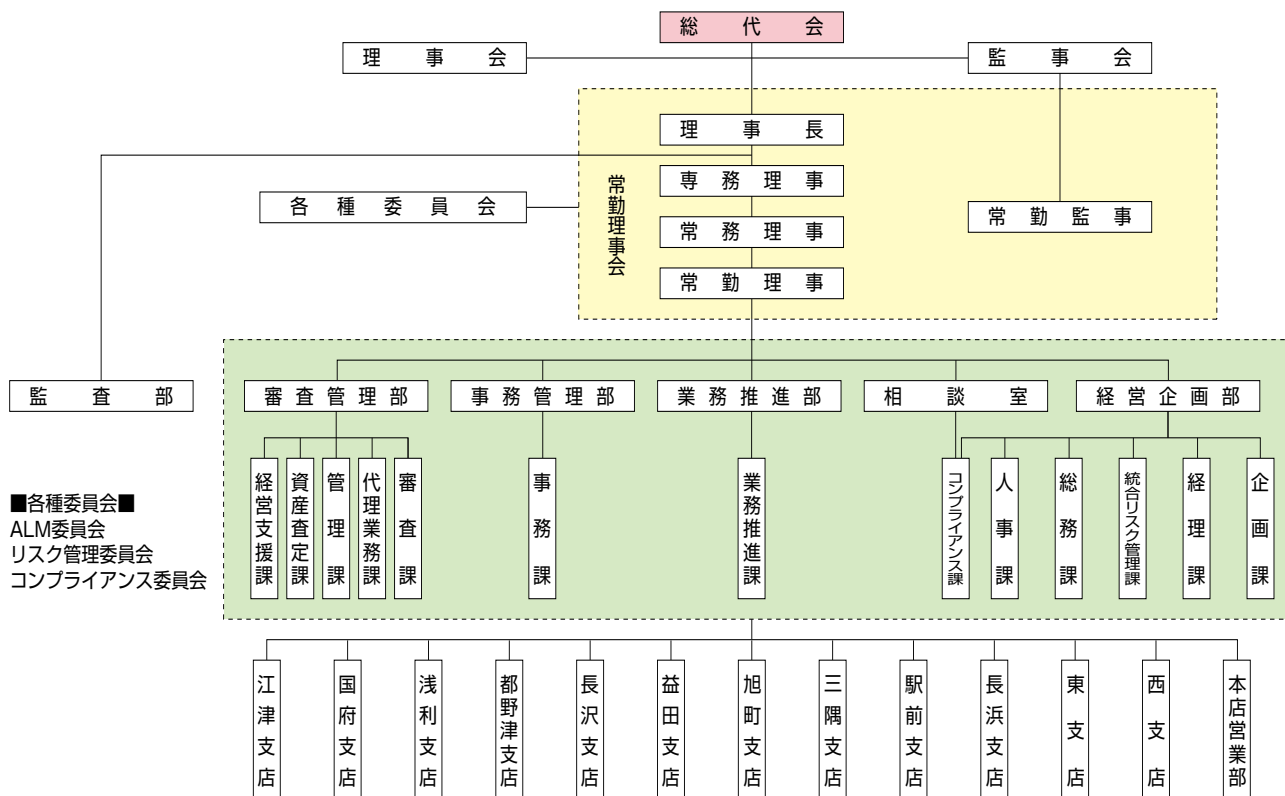 総代会
理事会
監事会
理事長
専務理事
常務理事
常勤理事
常勤理事会
常勤監事
各種委員会
監査部
審査管理部
事務管理部
業務推進部
相談室
経営企画部
経営支援課
資産査定課
管理課
代理業務課
審査課
事務課
業務推進課
コンプライアンス課
人事課
総務課
統合リスク管理課
経理課
企画課
■各種委員会■
ALM委員会
リスク管理委員会
コンプライアンス委員会
江津支店
国府支店
浅利支店
都野津支店
長沢支店
益田支店
旭町支店
三隅支店
駅前支店
長浜支店
東支店
西支店
本店営業部